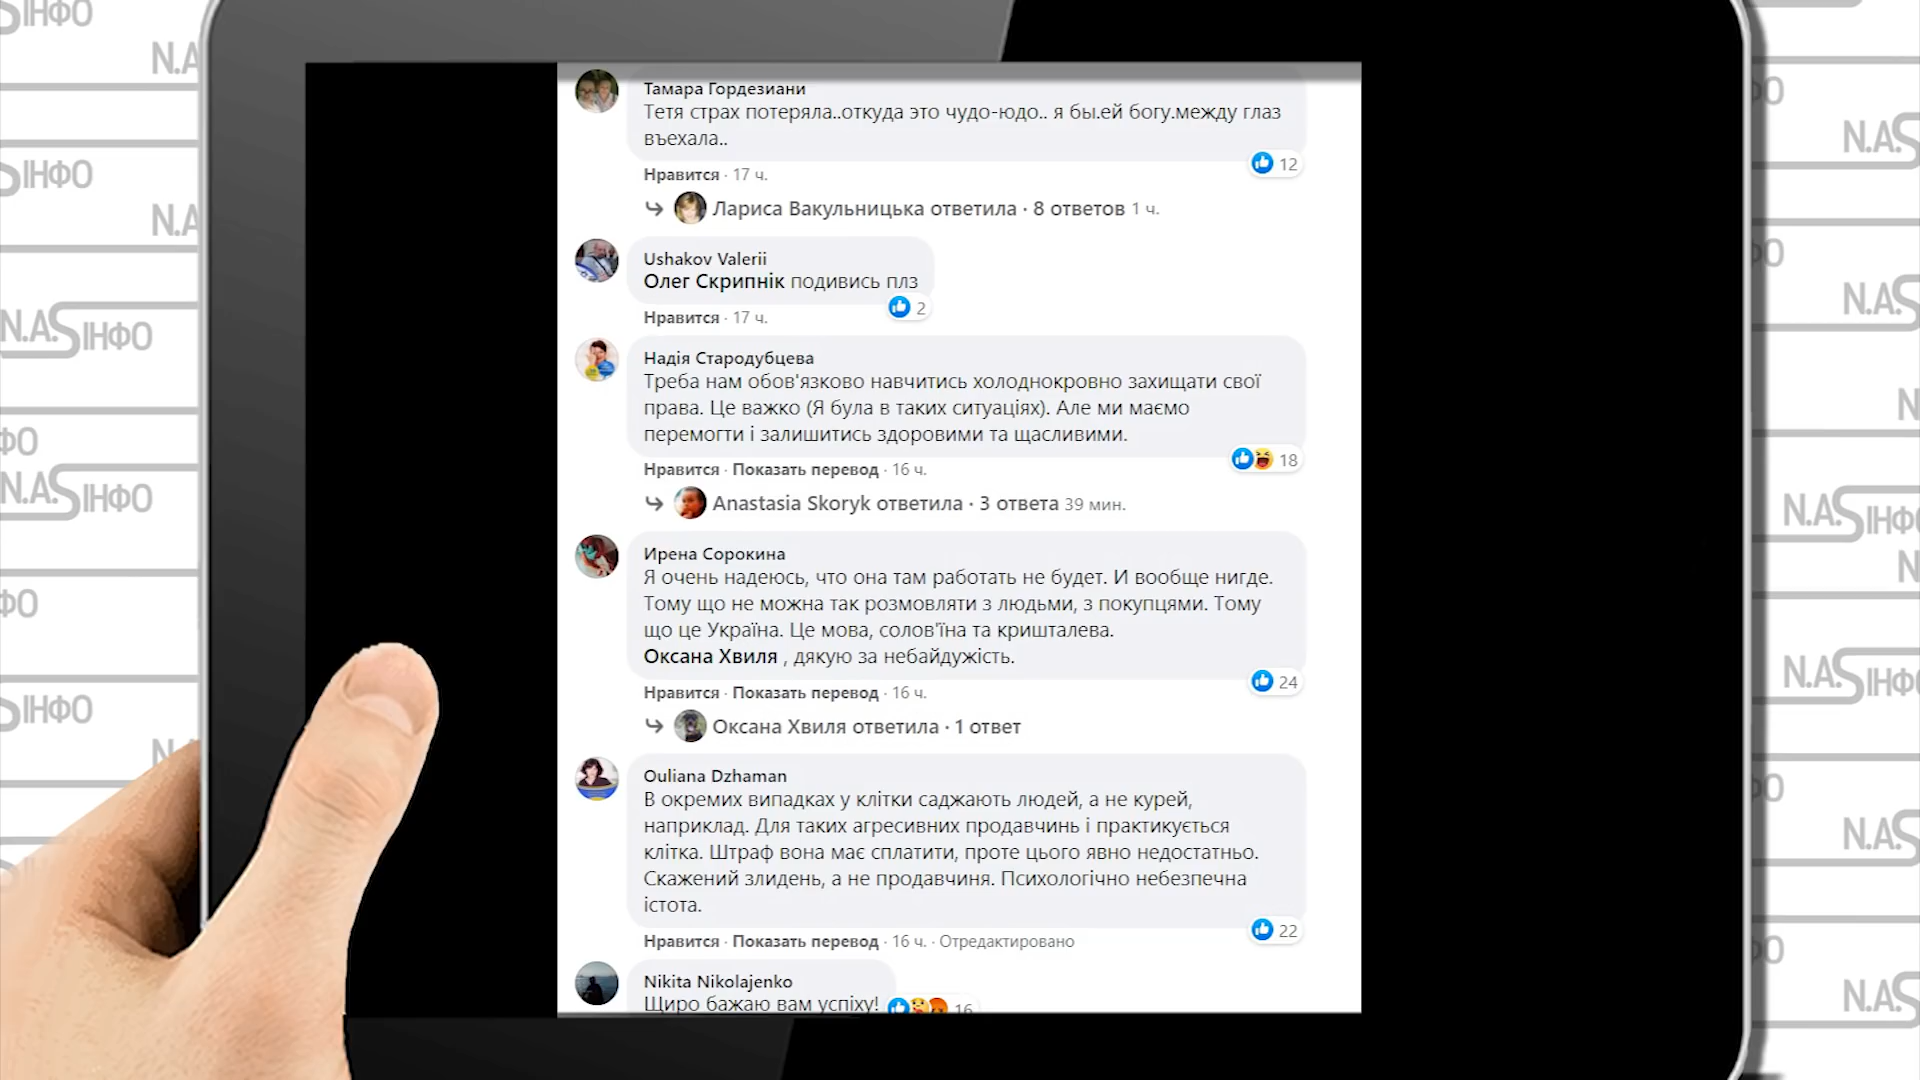 Тамара Гордезиани
Тетя страх потеряла..откуда это чудо-юдо.. я бы.ей богу.между глаз
въехала..
12
Нравится · 17 ч.
Лариса Вакульницька ответила · 8 ответов 1 ч.
Ushakov Valerii
Олег Скрипнік подивись плз
2
Нравится · 17 ч.
Надія Стародубцева
Треба нам обов'язково навчитись холоднокровно захищати свої
права. Це важко (Я була в таких ситуаціях). Але ми маємо
перемогти і залишитись здоровими та щасливими.
18
Нравится · Показать перевод · 16 ч.
Anastasia Skoryk ответила · 3 ответа 39 мин.
Ирена Сорокина
Я очень надеюсь, что она там работать не будет. И вообще нигде.
Тому що не можна так розмовляти з людьми, з покупцями. Тому
що це Україна. Це мова, солов'їна та кришталева.
Оксана Хвиля , дякую за небайдужість.
24
Нравится · Показать перевод · 16 ч.
Оксана Хвиля ответила · 1 ответ
Ouliana Dzhaman
В окремих випадках у клітки саджають людей, а не курей,
наприклад. Для таких агресивних продавчинь і практикується
клітка. Штраф вона має сплатити, проте цього явно недостатньо.
Скажений злидень, а не продавчиня. Психологічно небезпечна
істота.
22
Нравится · Показать перевод · 16 ч. · Отредактировано
Nikita Nikolajenko
Щиро бажаю вам успіху!
16
N.A.SІНФО
N.A.SІНФО
N.A.SІНФО
N.A.SІНФО